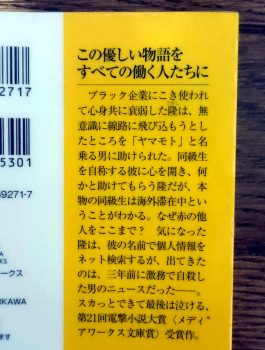 この優しい物語を
すべての働く人たちに
ブラック企業にこき使われ
て心身共に衰弱した隆は、無
意識に線路に飛び込もうとし
たところを「ヤマモト」と名
乗る男に助けられた。同級生
を自称する彼に心を開き、何
かと助けてもらう隆だが、本
物の同級生は海外滞在中とい
うことがわかる。なぜ赤の他
人をここまで? 気になった
隆は、彼の名前で個人情報を
ネット検索するが、出てきた
のは、三年前に激務で自殺し
た男のニュースだった――。
スカッとできて最後は泣ける、
第21回電撃小説大賞〈メディ
アワークス文庫賞〉受賞作。
2717
5301
69271-7
ークス
OKAWA
ます